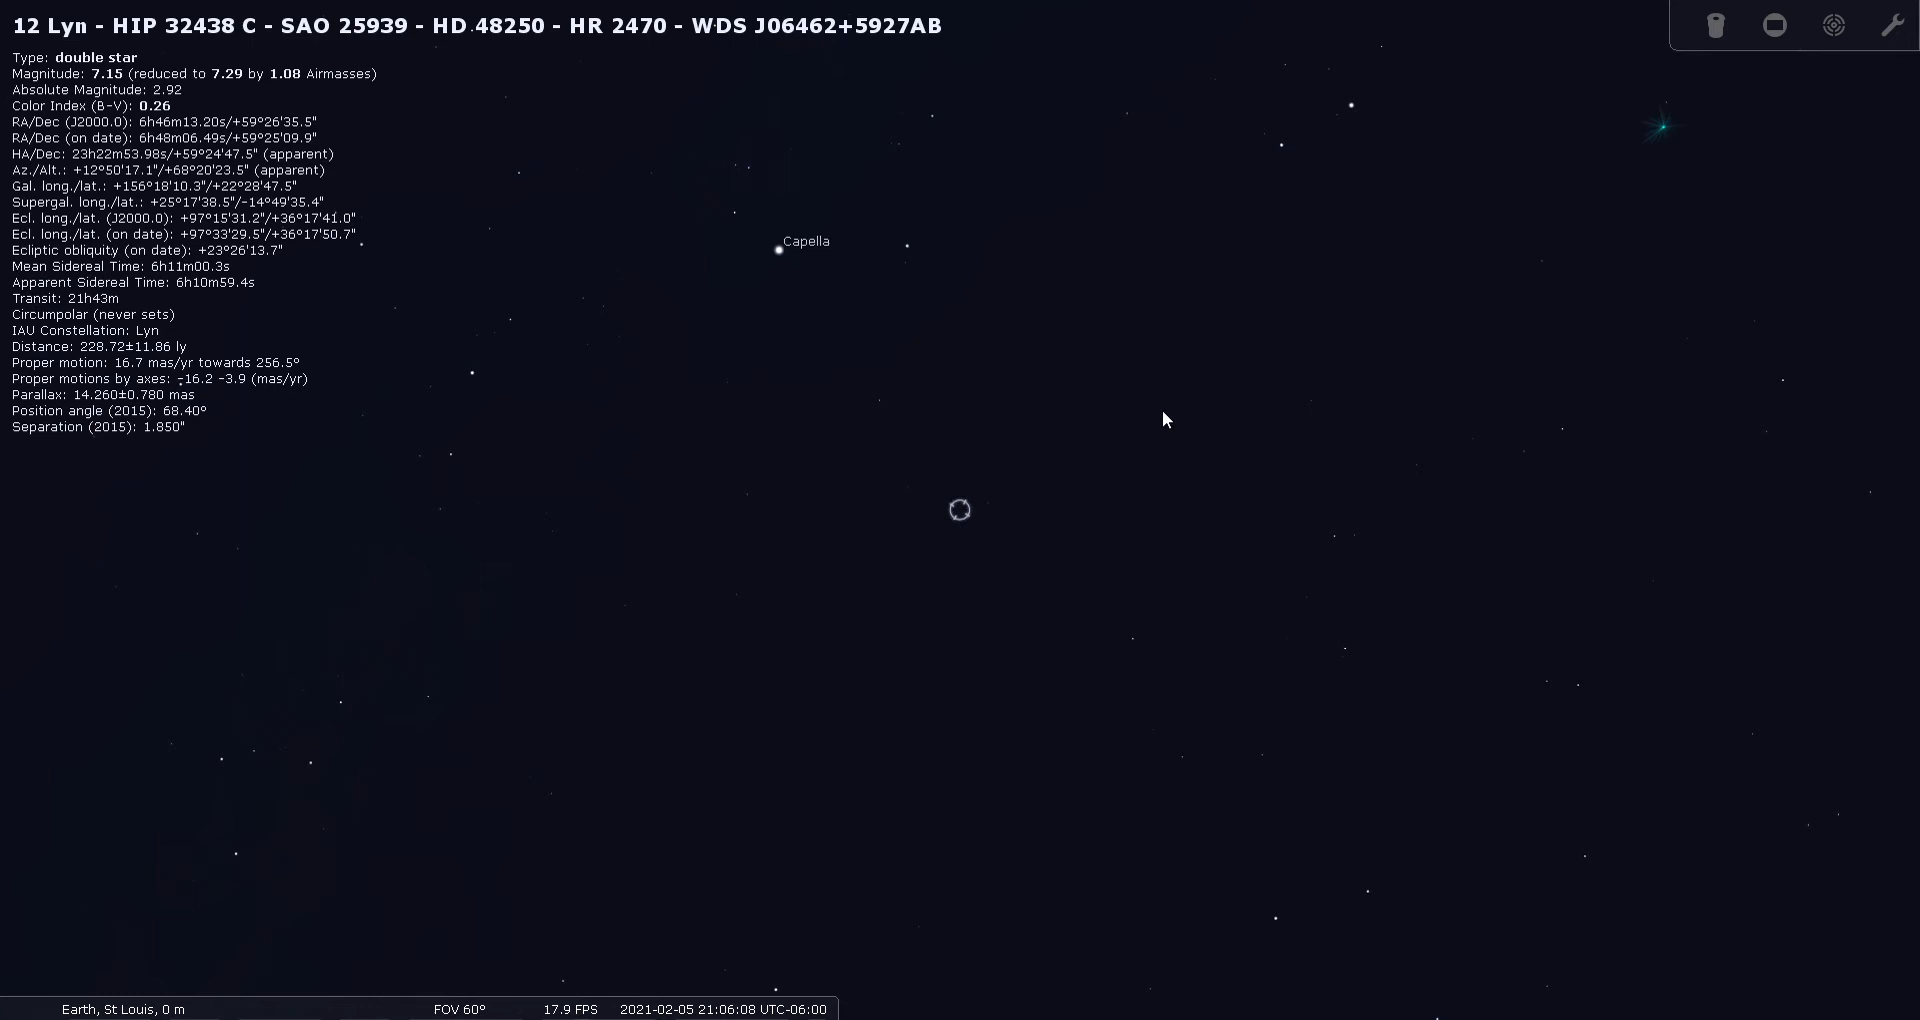 12 Lyn - HIP 32438 C - SAO 25939 - HD 48250 - HR 2470 - WDS J06462+5927AB
Type: double star
Magnitude: 7.15 (reduced to 7.29 by 1.08 Airmasses)
Absolute Magnitude: 2.92
Color Index (B-V): 0.26
RA/Dec (J2000.0): 6h46m13.20s/+59°26'35.5"
RA/Dec (on date): 6h48m06.49s/+59°25'09.9"
HA/Dec: 23h22m53.98s/+59°24'47.5" (apparent)
Az./Alt.: +12°50'17.1"/+68°20'23.5" (apparent)
Gal. long./lat.: +156°18'10.3"/+22°28'47.5"
Supergal. long./lat.: +25°17'38.5"/-14°49'35.4"
Ecl. long./lat. (J2000.0): +97°15'31.2"/+36°17'41.0"
Ecl. long./lat. (on date): +97°33'29.5"/+36°17'50.7"
Ecliptic obliquity (on date): +23°26'13.7"
Mean Sidereal Time: 6h11m00.3s
Apparent Sidereal Time: 6h10m59.4s
Transit: 21h43m
Circumpolar (never sets)
IAU Constellation: Lyn
Distance: 228.72±11.86 ly
Proper motion: 16.7 mas/yr towards 256.5°
Proper motions by axes: -16.2 -3.9 (mas/yr)
Parallax: 14.260±0.780 mas
Position angle (2015): 68.40°
Separation (2015): 1.850"
Capella
Earth, St Louis, 0 m FOV 60° 17.9 FPS 2021-02-05 21:06:08 UTC-06:00